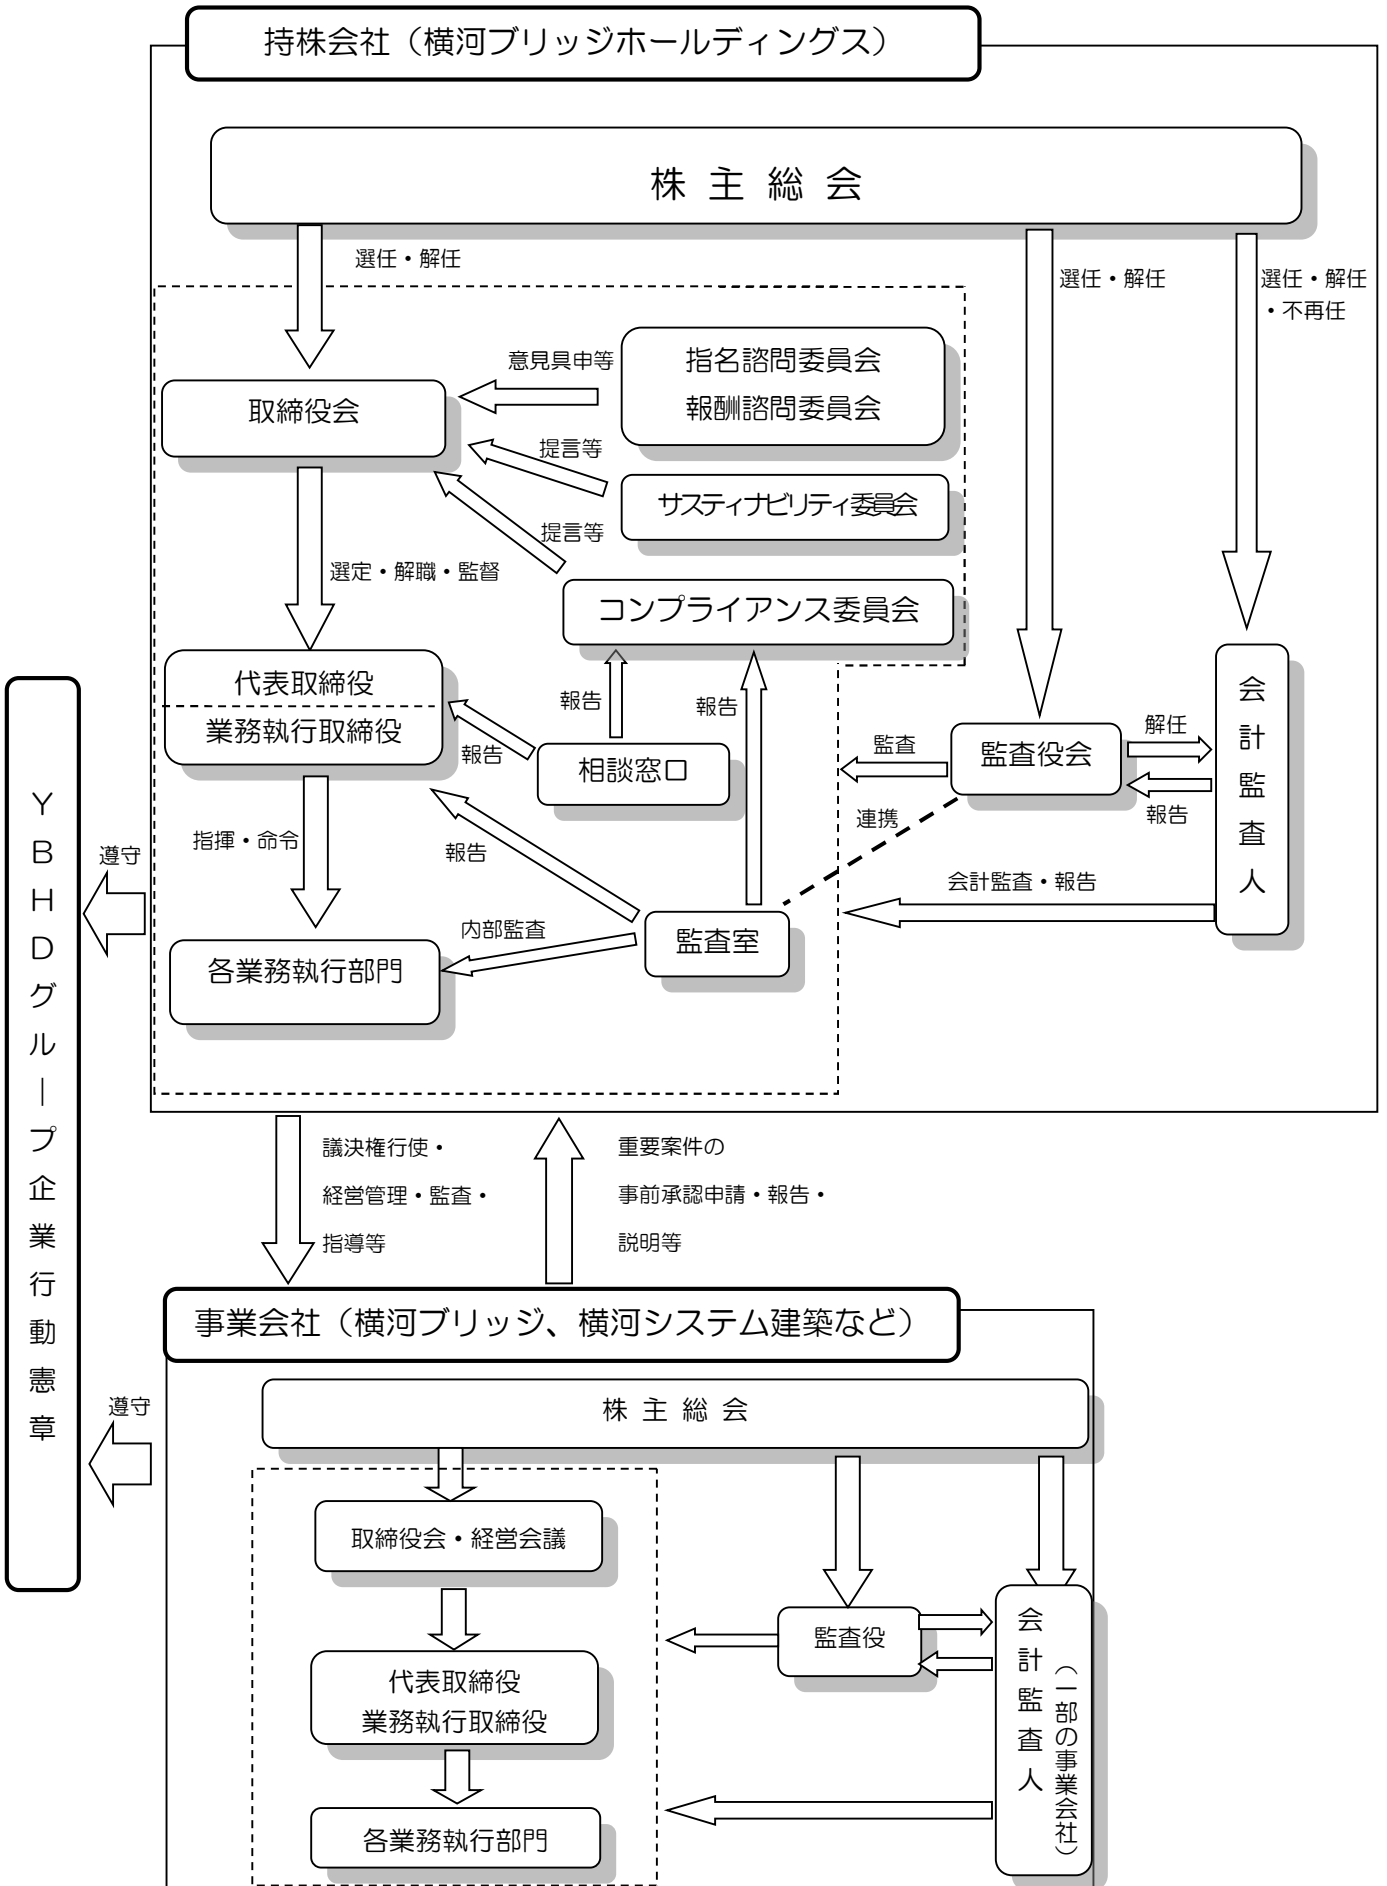 持株会社（横河ブリッジホールディングス）
株主総会
選任・解任
選任・解任
選任・解任
・不再任
意見具申等
指名諮問委員会
報酬諮問委員会
取締役会
提言等
サスティナビリティ委員会
提言等
選定・解職・監督
コンプライアンス委員会
代表取締役
業務執行取締役
報告
報告
報告
相談窓口
監査
監査役会
解任
報告
会計監査人
連携
指揮・命令
報告
会計監査・報告
内部監査
監査室
各業務執行部門
遵守
YBHDグループ企業行動憲章
議決権行使・
経営管理・監査・
指導等
重要案件の
事前承認申請・報告・
説明等
事業会社（横河ブリッジ、横河システム建築など）
株主総会
遵守
取締役会・経営会議
代表取締役
業務執行取締役
各業務執行部門
監査役
会計監査人
（一部の事業会社）